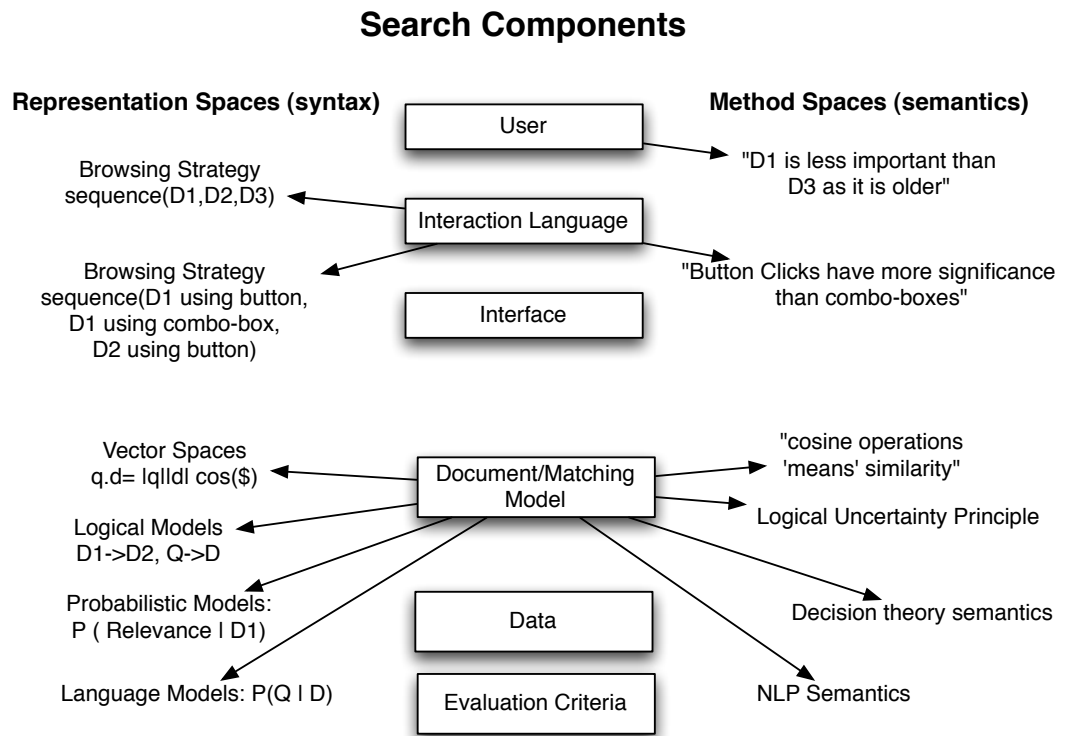 Search Components
Representation Spaces (syntax)
Method Spaces (semantics)
User
Browsing Strategy
sequence(D1,D2,D3)
"D1 is less important than
D3 as it is older"
Interaction Language
Browsing Strategy
sequence(D1 using button,
D1 using combo-box,
D2 using button)
"Button Clicks have more significance
than combo-boxes"
Interface
Vector Spaces
q.d= |q||d| cos($)
Document/Matching
Model
"cosine operations
'means' similarity"
Logical Models
D1->D2, Q->D
Logical Uncertainty Principle
Probabilistic Models:
P ( Relevance | D1)
Data
Decision theory semantics
Language Models: P(Q | D)
Evaluation Criteria
NLP Semantics